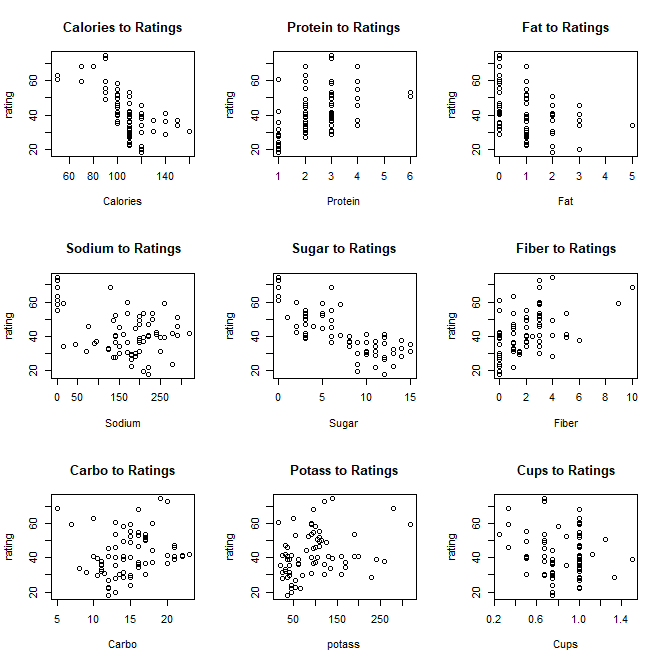 Calories to Ratings
rating
20 40 60
60 80 100 140
Calories
Protein to Ratings
rating
20 40 60
1 2 3 4 5 6
Protein
Fat to Ratings
rating
20 40 60
0 1 2 3 4 5
Fat
Sodium to Ratings
rating
20 40 60
0 50 150 250
Sodium
Sugar to Ratings
rating
20 40 60
0 5 10 15
Sugar
Fiber to Ratings
rating
20 40 60
0 2 4 6 8 10
Fiber
Carbo to Ratings
rating
20 40 60
5 10 15 20
Carbo
Potass to Ratings
rating
20 40 60
50 150 250
potass
Cups to Ratings
rating
20 40 60
0.2 0.6 1.0 1.4
Cups